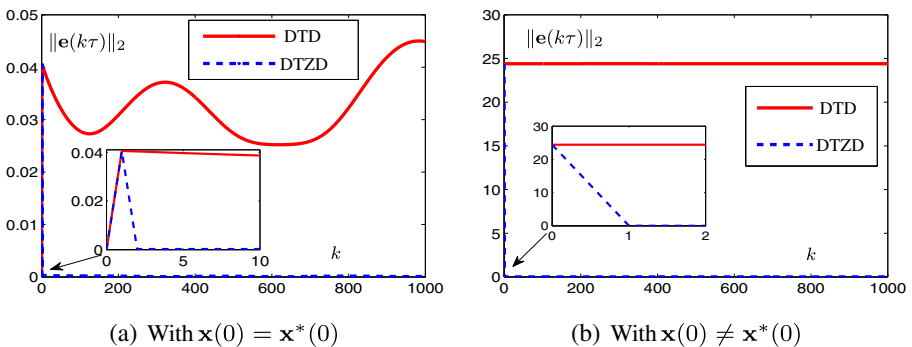 0.05
0.04
0.03
0.02
0.01
0
‖e(kτ)‖₂
DTD
DTZD
0.04
0.02
0
0 5 10
k
0 200 400 600 800 1000
(a) With x(0) = x*(0)
30
25
20
15
10
5
0
‖e(kτ)‖₂
DTD
DTZD
30
20
10
0
0 1 2
k
0 200 400 600 800 1000
(b) With x(0) ≠ x*(0)